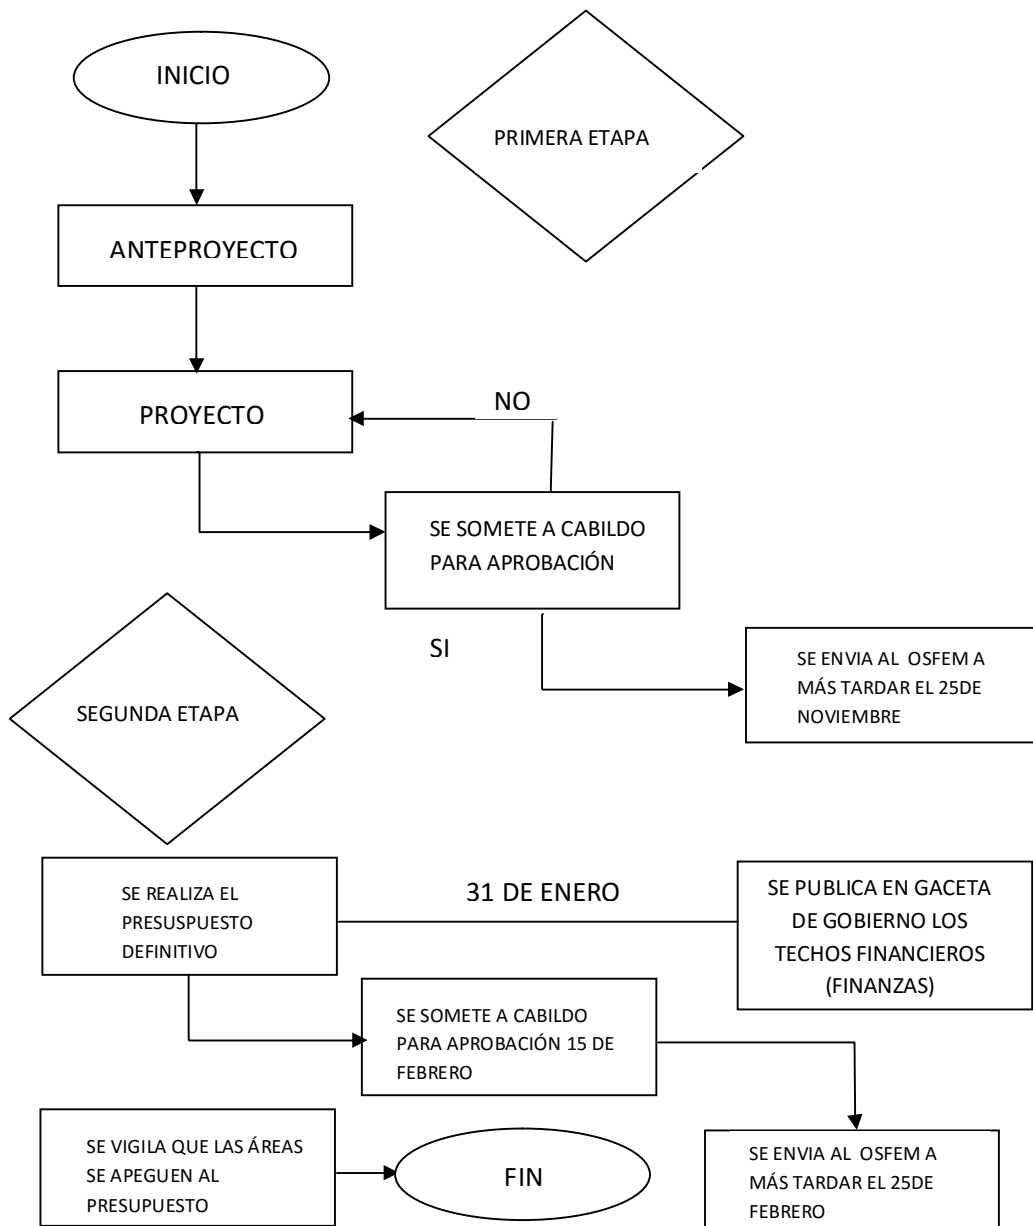 INICIO
PRIMERA ETAPA
ANTEPROYECTO
PROYECTO
NO
SE SOMETE A CABILDO
PARA APROBACIÓN
SI
SE ENVIA AL OSFEM A
MÁS TARDAR EL 25DE
NOVIEMBRE
SEGUNDA ETAPA
SE REALIZA EL
PRESUSPUESTO
DEFINITIVO
31 DE ENERO
SE PUBLICA EN GACETA
DE GOBIERNO LOS
TECHOS FINANCIEROS
(FINANZAS)
SE SOMETE A CABILDO
PARA APROBACIÓN 15 DE
FEBRERO
SE VIGILA QUE LAS ÁREAS
SE APEGUEN AL
PRESUPUESTO
FIN
SE ENVIA AL OSFEM A
MÁS TARDAR EL 25DE
FEBRERO